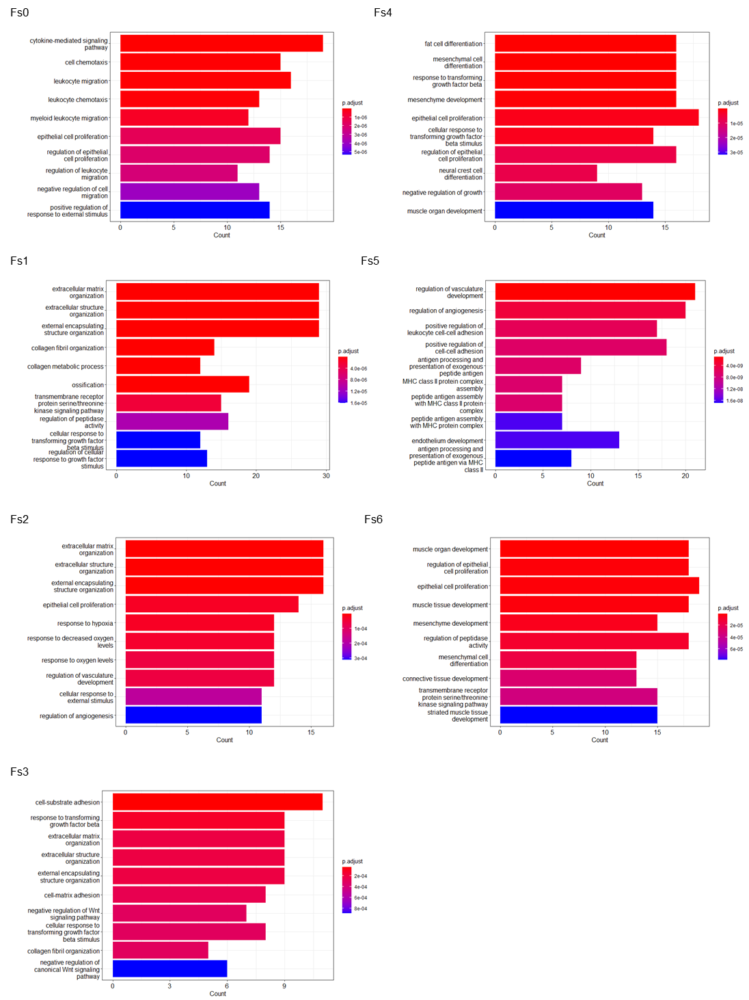 Fs0
cytokine-mediated signaling
pathway
cell chemotaxis
leukocyte migration
leukocyte chemotaxis
myeloid leukocyte migration
epithelial cell proliferation
regulation of epithelial
cell proliferation
regulation of leukocyte
migration
negative regulation of cell
migration
positive regulation of
response to external stimulus
0 5 10 15
Count
p.adjust
1e-06
2e-06
3e-06
4e-06
5e-06
Fs4
fat cell differentiation
mesenchymal cell
differentiation
response to transforming
growth factor beta
mesenchyme development
epithelial cell proliferation
cellular response to
transforming growth factor
beta stimulus
regulation of epithelial
cell proliferation
neural crest cell
differentiation
negative regulation of growth
muscle organ development
0 5 10 15
Count
p.adjust
1e-05
2e-05
3e-05
Fs1
extracellular matrix
organization
extracellular structure
organization
external encapsulating
structure organization
collagen fibril organization
collagen metabolic process
ossification
transmembrane receptor
protein serine/threonine
kinase signaling pathway
regulation of peptidase
activity
cellular response to
transforming growth factor
beta stimulus
regulation of cellular
response to growth factor
stimulus
0 10 20 30
Count
p.adjust
4.0e-06
8.0e-06
1.2e-05
1.6e-05
Fs5
regulation of vasculature
development
regulation of angiogenesis
positive regulation of
leukocyte cell-cell adhesion
positive regulation of
cell-cell adhesion
antigen processing and
presentation of exogenous
peptide antigen
MHC class II protein complex
assembly
peptide antigen assembly
with MHC class II protein
complex
peptide antigen assembly
with MHC protein complex
endothelium development
antigen processing and
presentation of exogenous
peptide antigen via MHC
class II
0 5 10 15 20
Count
p.adjust
4.0e-09
8.0e-09
1.2e-08
1.6e-08
Fs2
extracellular matrix
organization
extracellular structure
organization
external encapsulating
structure organization
epithelial cell proliferation
response to hypoxia
response to decreased oxygen
levels
response to oxygen levels
regulation of vasculature
development
cellular response to
external stimulus
regulation of angiogenesis
0 5 10 15
Count
p.adjust
1e-04
2e-04
3e-04
Fs6
muscle organ development
regulation of epithelial
cell proliferation
epithelial cell proliferation
muscle tissue development
mesenchyme development
regulation of peptidase
activity
mesenchymal cell
differentiation
connective tissue development
transmembrane receptor
protein serine/threonine
kinase signaling pathway
striated muscle tissue
development
0 5 10 15
Count
p.adjust
2e-05
4e-05
6e-05
Fs3
cell-substrate adhesion
response to transforming
growth factor beta
extracellular matrix
organization
extracellular structure
organization
external encapsulating
structure organization
cell-matrix adhesion
negative regulation of Wnt
signaling pathway
cellular response to
transforming growth factor
beta stimulus
collagen fibril organization
negative regulation of
canonical Wnt signaling
pathway
0 3 6 9
Count
p.adjust
2e-04
4e-04
6e-04
8e-04